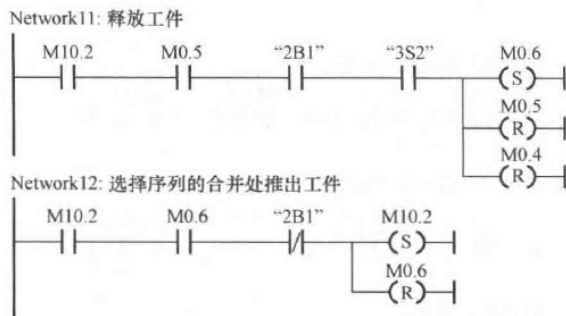 Network11: 释放工件
M10.2 M0.5 “2B1” “3S2” M0.6
S
M0.5
R
M0.4
R
Network12: 选择序列的合并处推出工件
M10.2 M0.6 “2B1” M10.2
S
M0.6
R